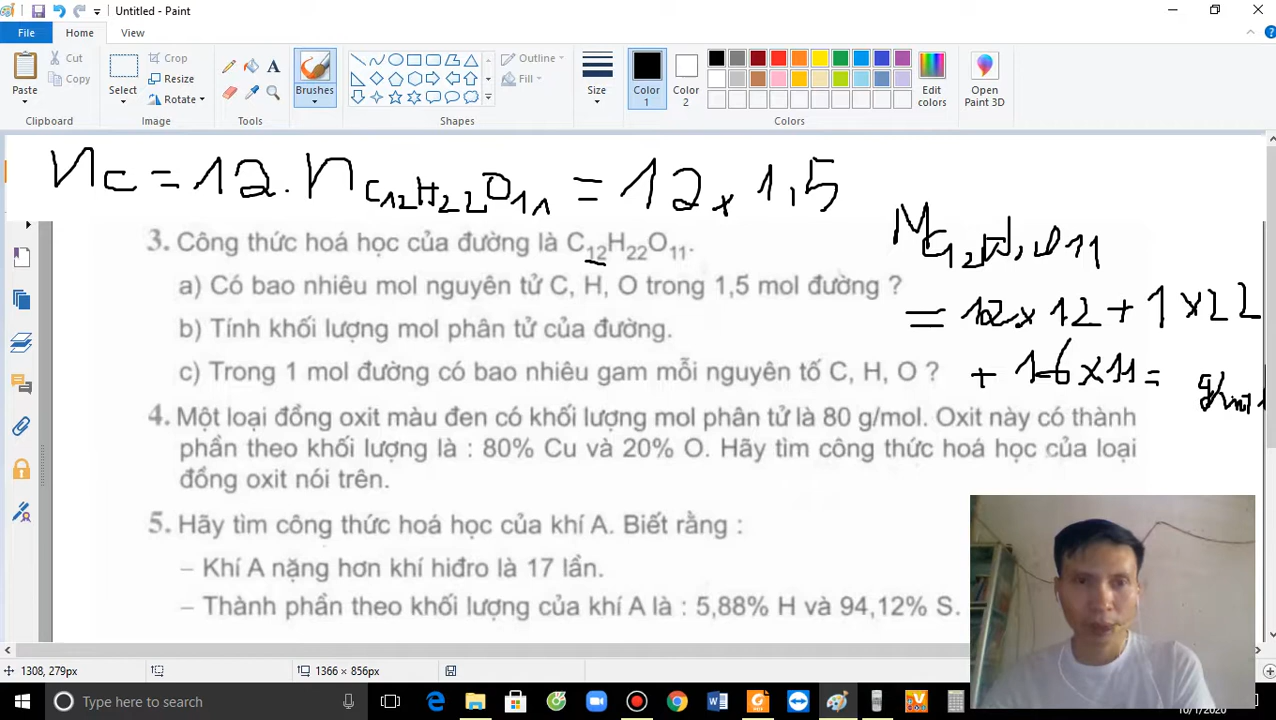 Untitled - Paint
File
Home
View
Paste
Cut
Copy
Clipboard
Select
Crop
Resize
Rotate
Image
Tools
Brushes
Outline
Fill
Shapes
Size
Color 1
Color 2
Edit colors
Colors
Open Paint 3D
nC = 12. nC12H22O11 = 12 x 1,5
3. Công thức hoá học của đường là C12H22O11.
a) Có bao nhiêu mol nguyên tử C, H, O trong 1,5 mol đường ?
b) Tính khối lượng mol phân tử của đường.
c) Trong 1 mol đường có bao nhiêu gam mỗi nguyên tố C, H, O ?
= 12 x 12 + 1 x 22
+ 16 x 11 =
4. Một loại đồng oxit màu đen có khối lượng mol phân tử là 80 g/mol. Oxit này có thành
phần theo khối lượng là : 80% Cu và 20% O. Hãy tìm công thức hoá học của loại
đồng oxit nói trên.
5. Hãy tìm công thức hoá học của khí A. Biết rằng :
– Khí A nặng hơn khí hiđro là 17 lần.
– Thành phần theo khối lượng của khí A là : 5,88% H và 94,12% S.
1308, 279px
1366 × 856px
Type here to search
10/1/2020